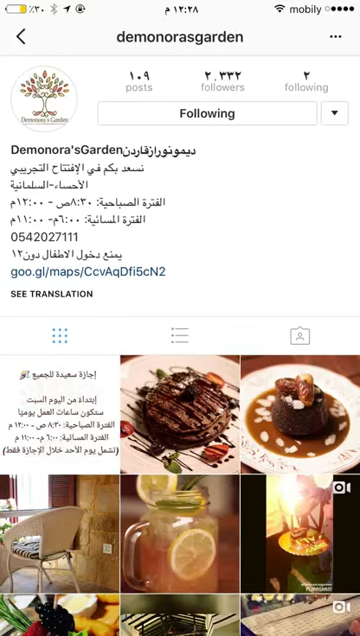 ٪٣٠ ١٢:٢٨ م mobily
demonorasgarden
١٠٩ ٢,٣٣٢ ٢
posts followers following
Following
Demonora's Garden
Demonora'sGardenديمونورازقاردن
نسعد بكم في الإفتتاح التجريبي
الأحساء-السلمانية
الفترة الصباحية: ٨:٣٠ص - ١٢:٠٠م
الفترة المسائية: ٦:٠٠م- ١١:٠٠م
0542027111
يمنع دخول الاطفال دون١٢
goo.gl/maps/CcvAqDfi5cN2
SEE TRANSLATION
إجازة سعيدة للجميع
إبتداءً من اليوم السبت
ستكون ساعات العمل يوميًا
الفترة الصباحية: ٨:٣٠ ص - ١٢:٠٠ م
الفترة المسائية: ٦:٠٠ م- ١١:٠٠ م
(تشمل يوم الأحد خلال الإجازة فقط)